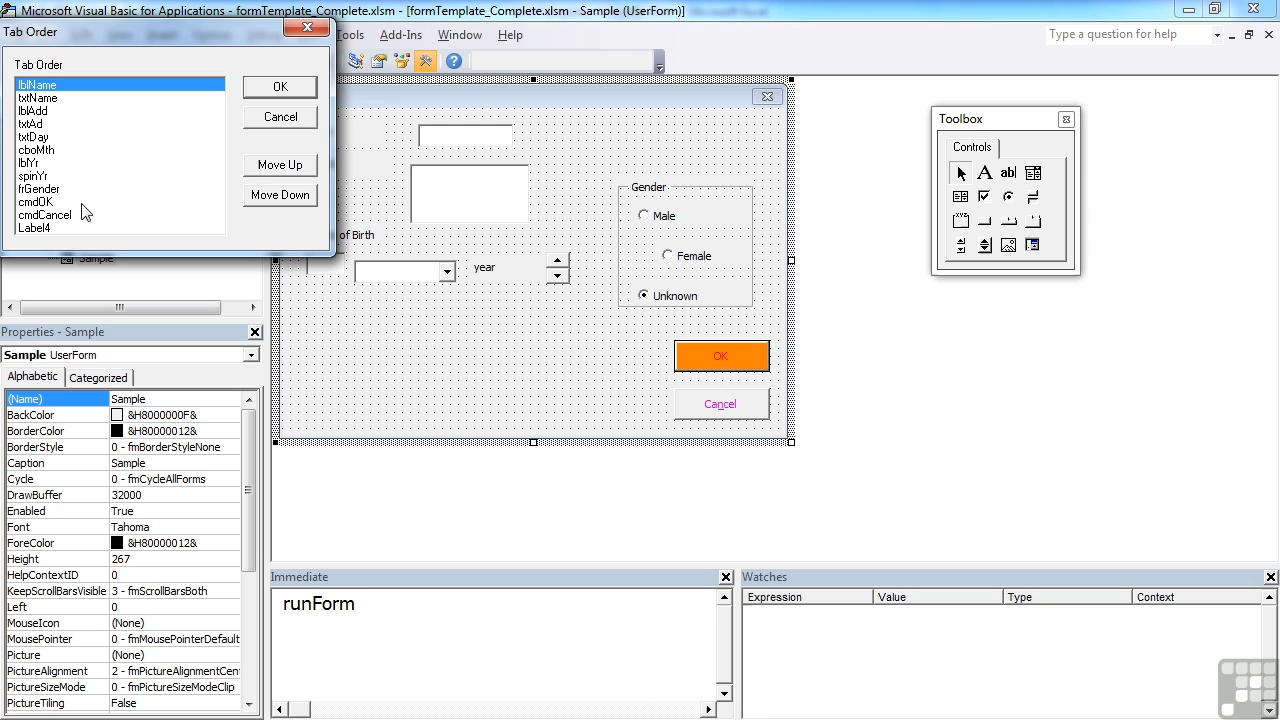 Microsoft Visual Basic for Applications - formTemplate_Complete.xlsm - [formTemplate_Complete.xlsm - Sample (UserForm)]
Tab Order
Tools Add-Ins Window Help
Type a question for help
Tab Order
lblName
txtName
lblAdd
txtAd
txtDay
cboMth
lblYr
spinYr
frGender
cmdOK
cmdCancel
Label4
OK
Cancel
Move Up
Move Down
of Birth
year
Gender
Male
Female
Unknown
OK
Cancel
Toolbox
Controls
A ab|
Sample
Properties - Sample
Sample UserForm
Alphabetic Categorized
(Name) Sample
BackColor &H8000000F&
BorderColor &H80000012&
BorderStyle 0 - fmBorderStyleNone
Caption Sample
Cycle 0 - fmCycleAllForms
DrawBuffer 32000
Enabled True
Font Tahoma
ForeColor &H80000012&
Height 267
HelpContextID 0
KeepScrollBarsVisible 3 - fmScrollBarsBoth
Left 0
MouseIcon (None)
MousePointer 0 - fmMousePointerDefault
Picture (None)
PictureAlignment 2 - fmPictureAlignmentCen
PictureSizeMode 0 - fmPictureSizeModeClip
PictureTiling False
Immediate
runForm
Watches
Expression Value Type Context